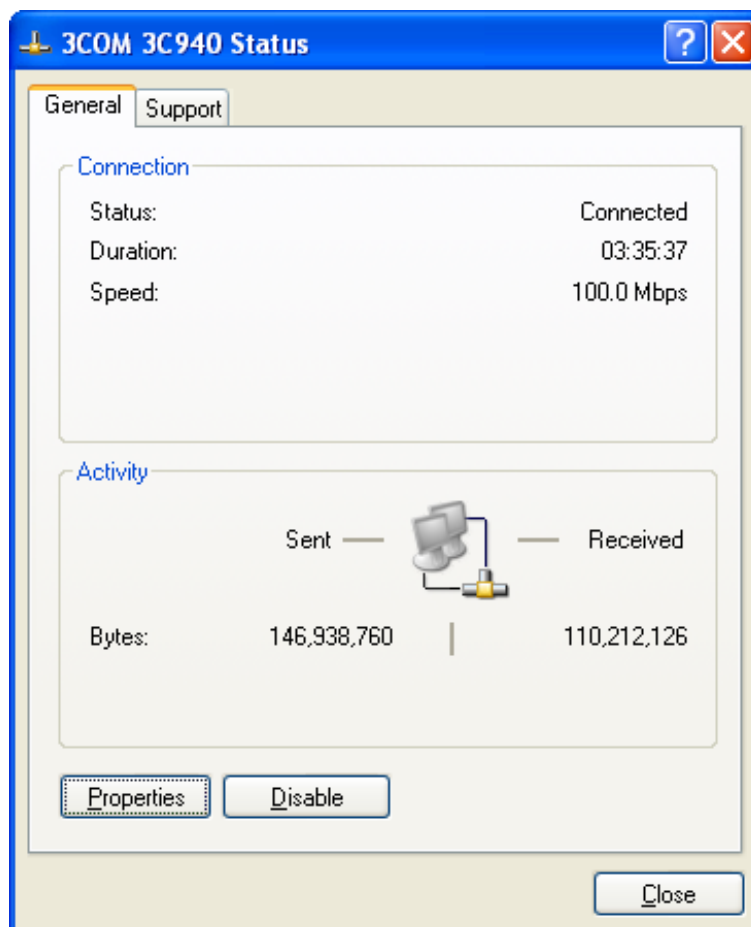 3COM 3C940 Status
General Support
Connection
Status: Connected
Duration: 03:35:37
Speed: 100.0 Mbps
Activity
Sent Received
Bytes: 146,938,760 110,212,126
Properties Disable
Close